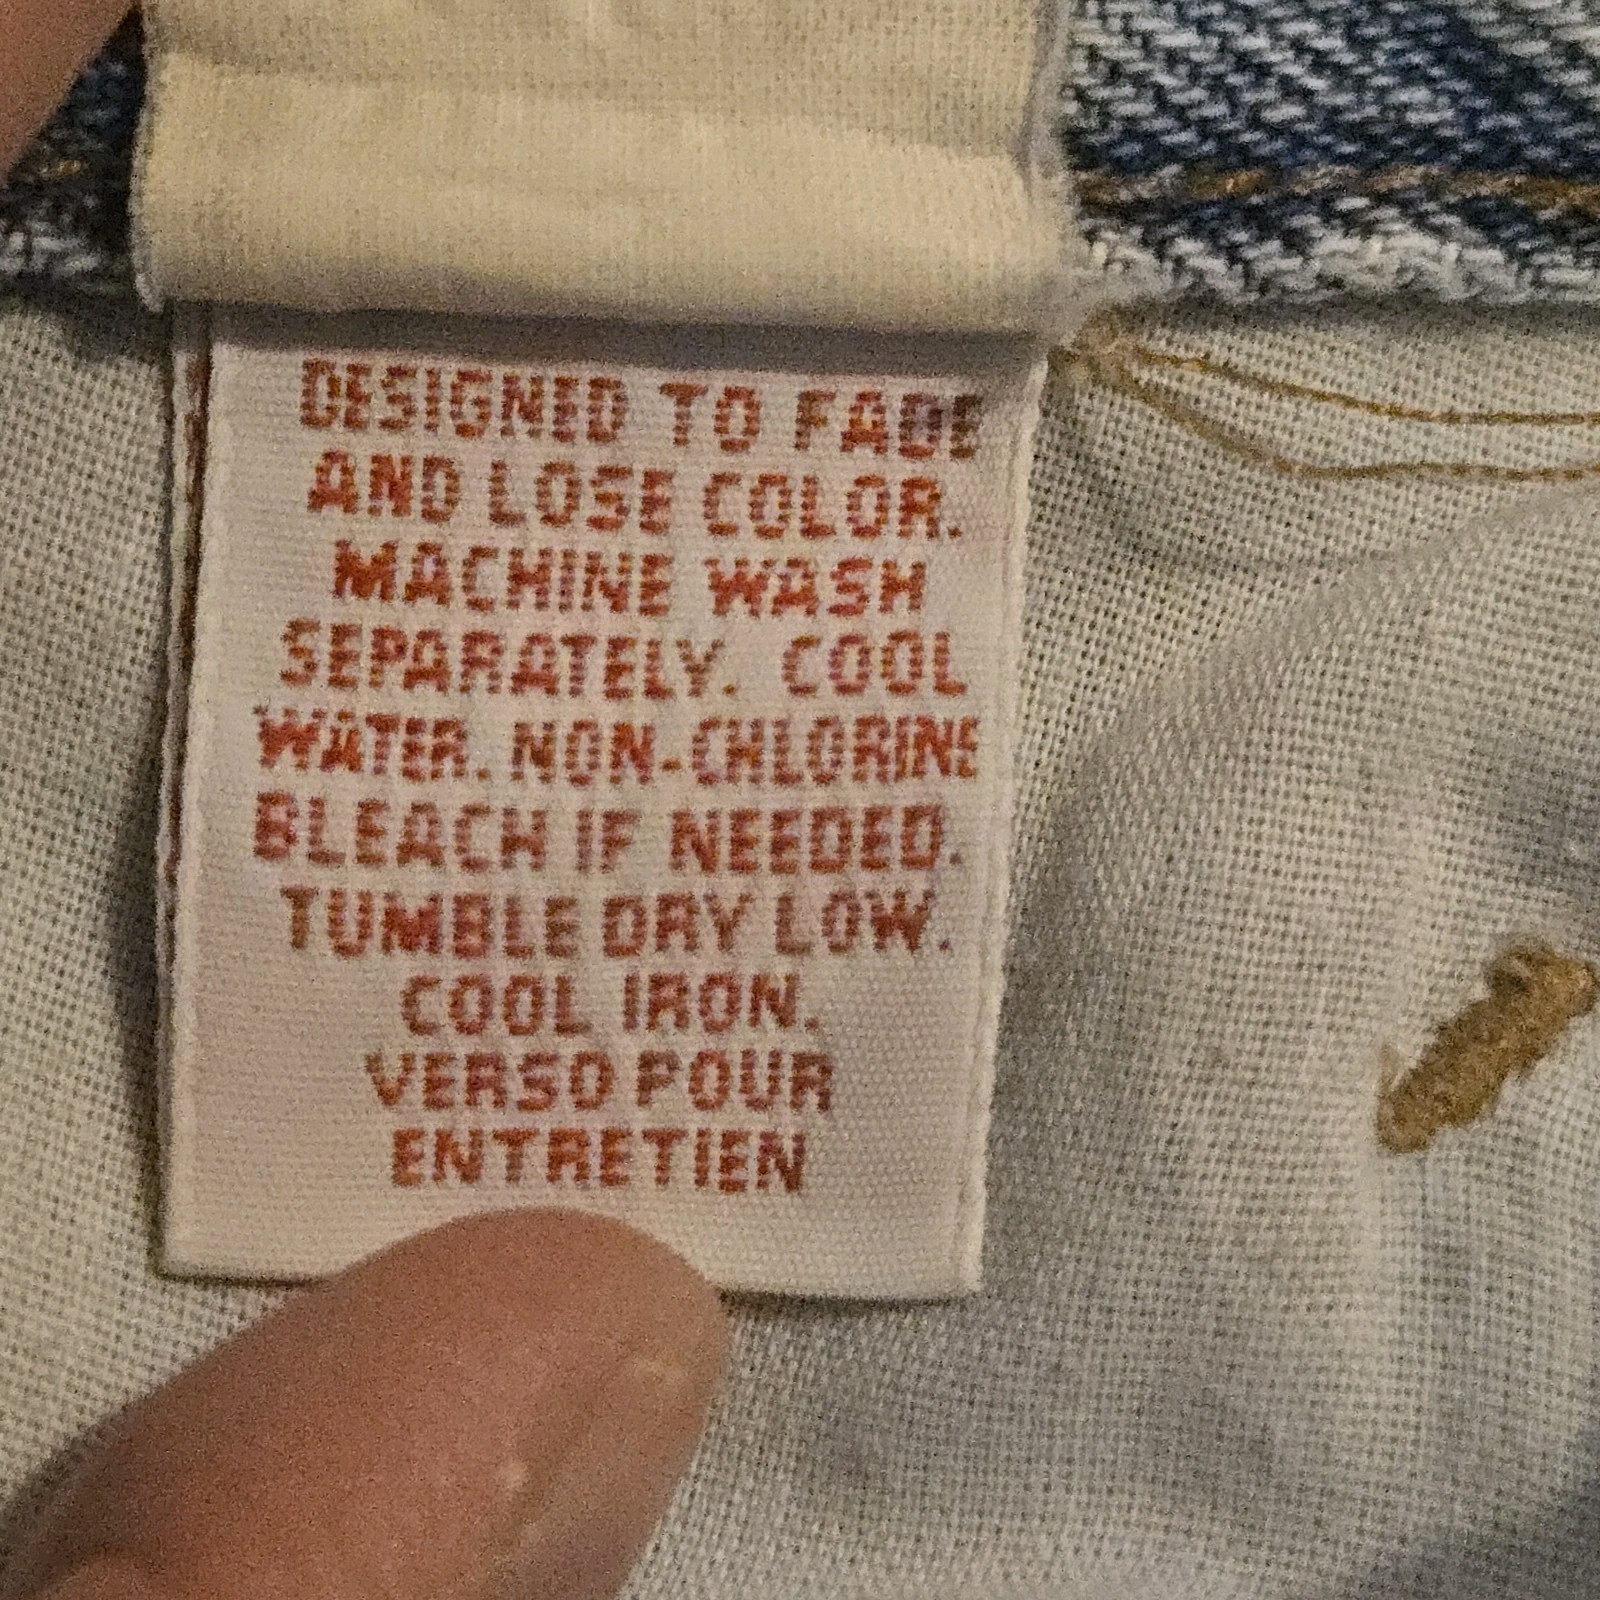 DESIGNED TO FADE
AND LOSE COLOR.
MACHINE WASH
SEPARATELY. COOL
WATER. NON-CHLORINE
BLEACH IF NEEDED.
TUMBLE DRY LOW.
COOL IRON.
VERSO POUR
ENTRETIEN